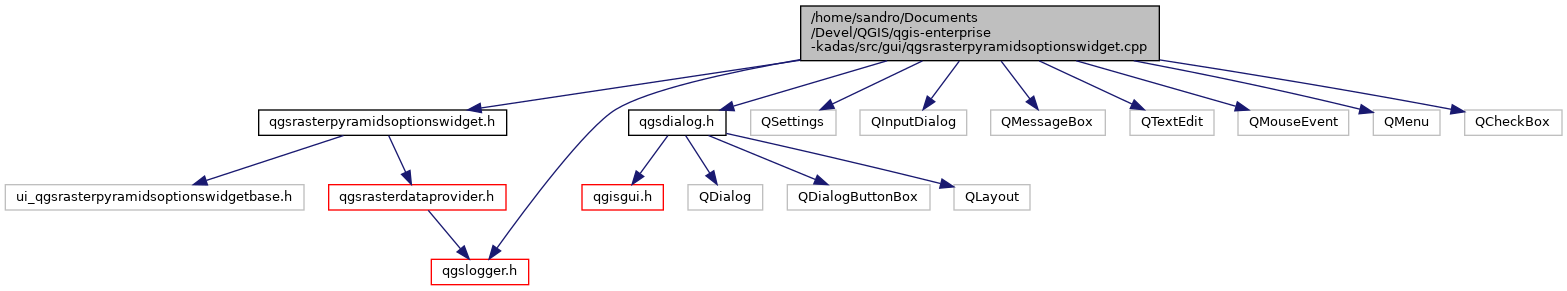 /home/sandro/Documents
/Devel/QGIS/qgis-enterprise
-kadas/src/gui/qgsrasterpyramidsoptionswidget.cpp
qgsrasterpyramidsoptionswidget.h
qgsdialog.h
QSettings
QInputDialog
QMessageBox
QTextEdit
QMouseEvent
QMenu
QCheckBox
ui_qgsrasterpyramidsoptionswidgetbase.h
qgsrasterdataprovider.h
qgisgui.h
QDialog
QDialogButtonBox
QLayout
qgslogger.h